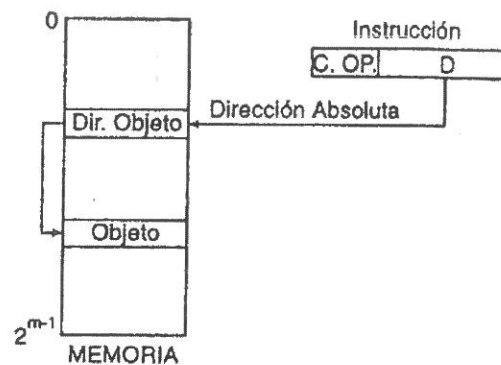 0
Instrucción
C. OP. D
Dir. Objeto
Dirección Absoluta
Objeto
2^m-1
MEMORIA